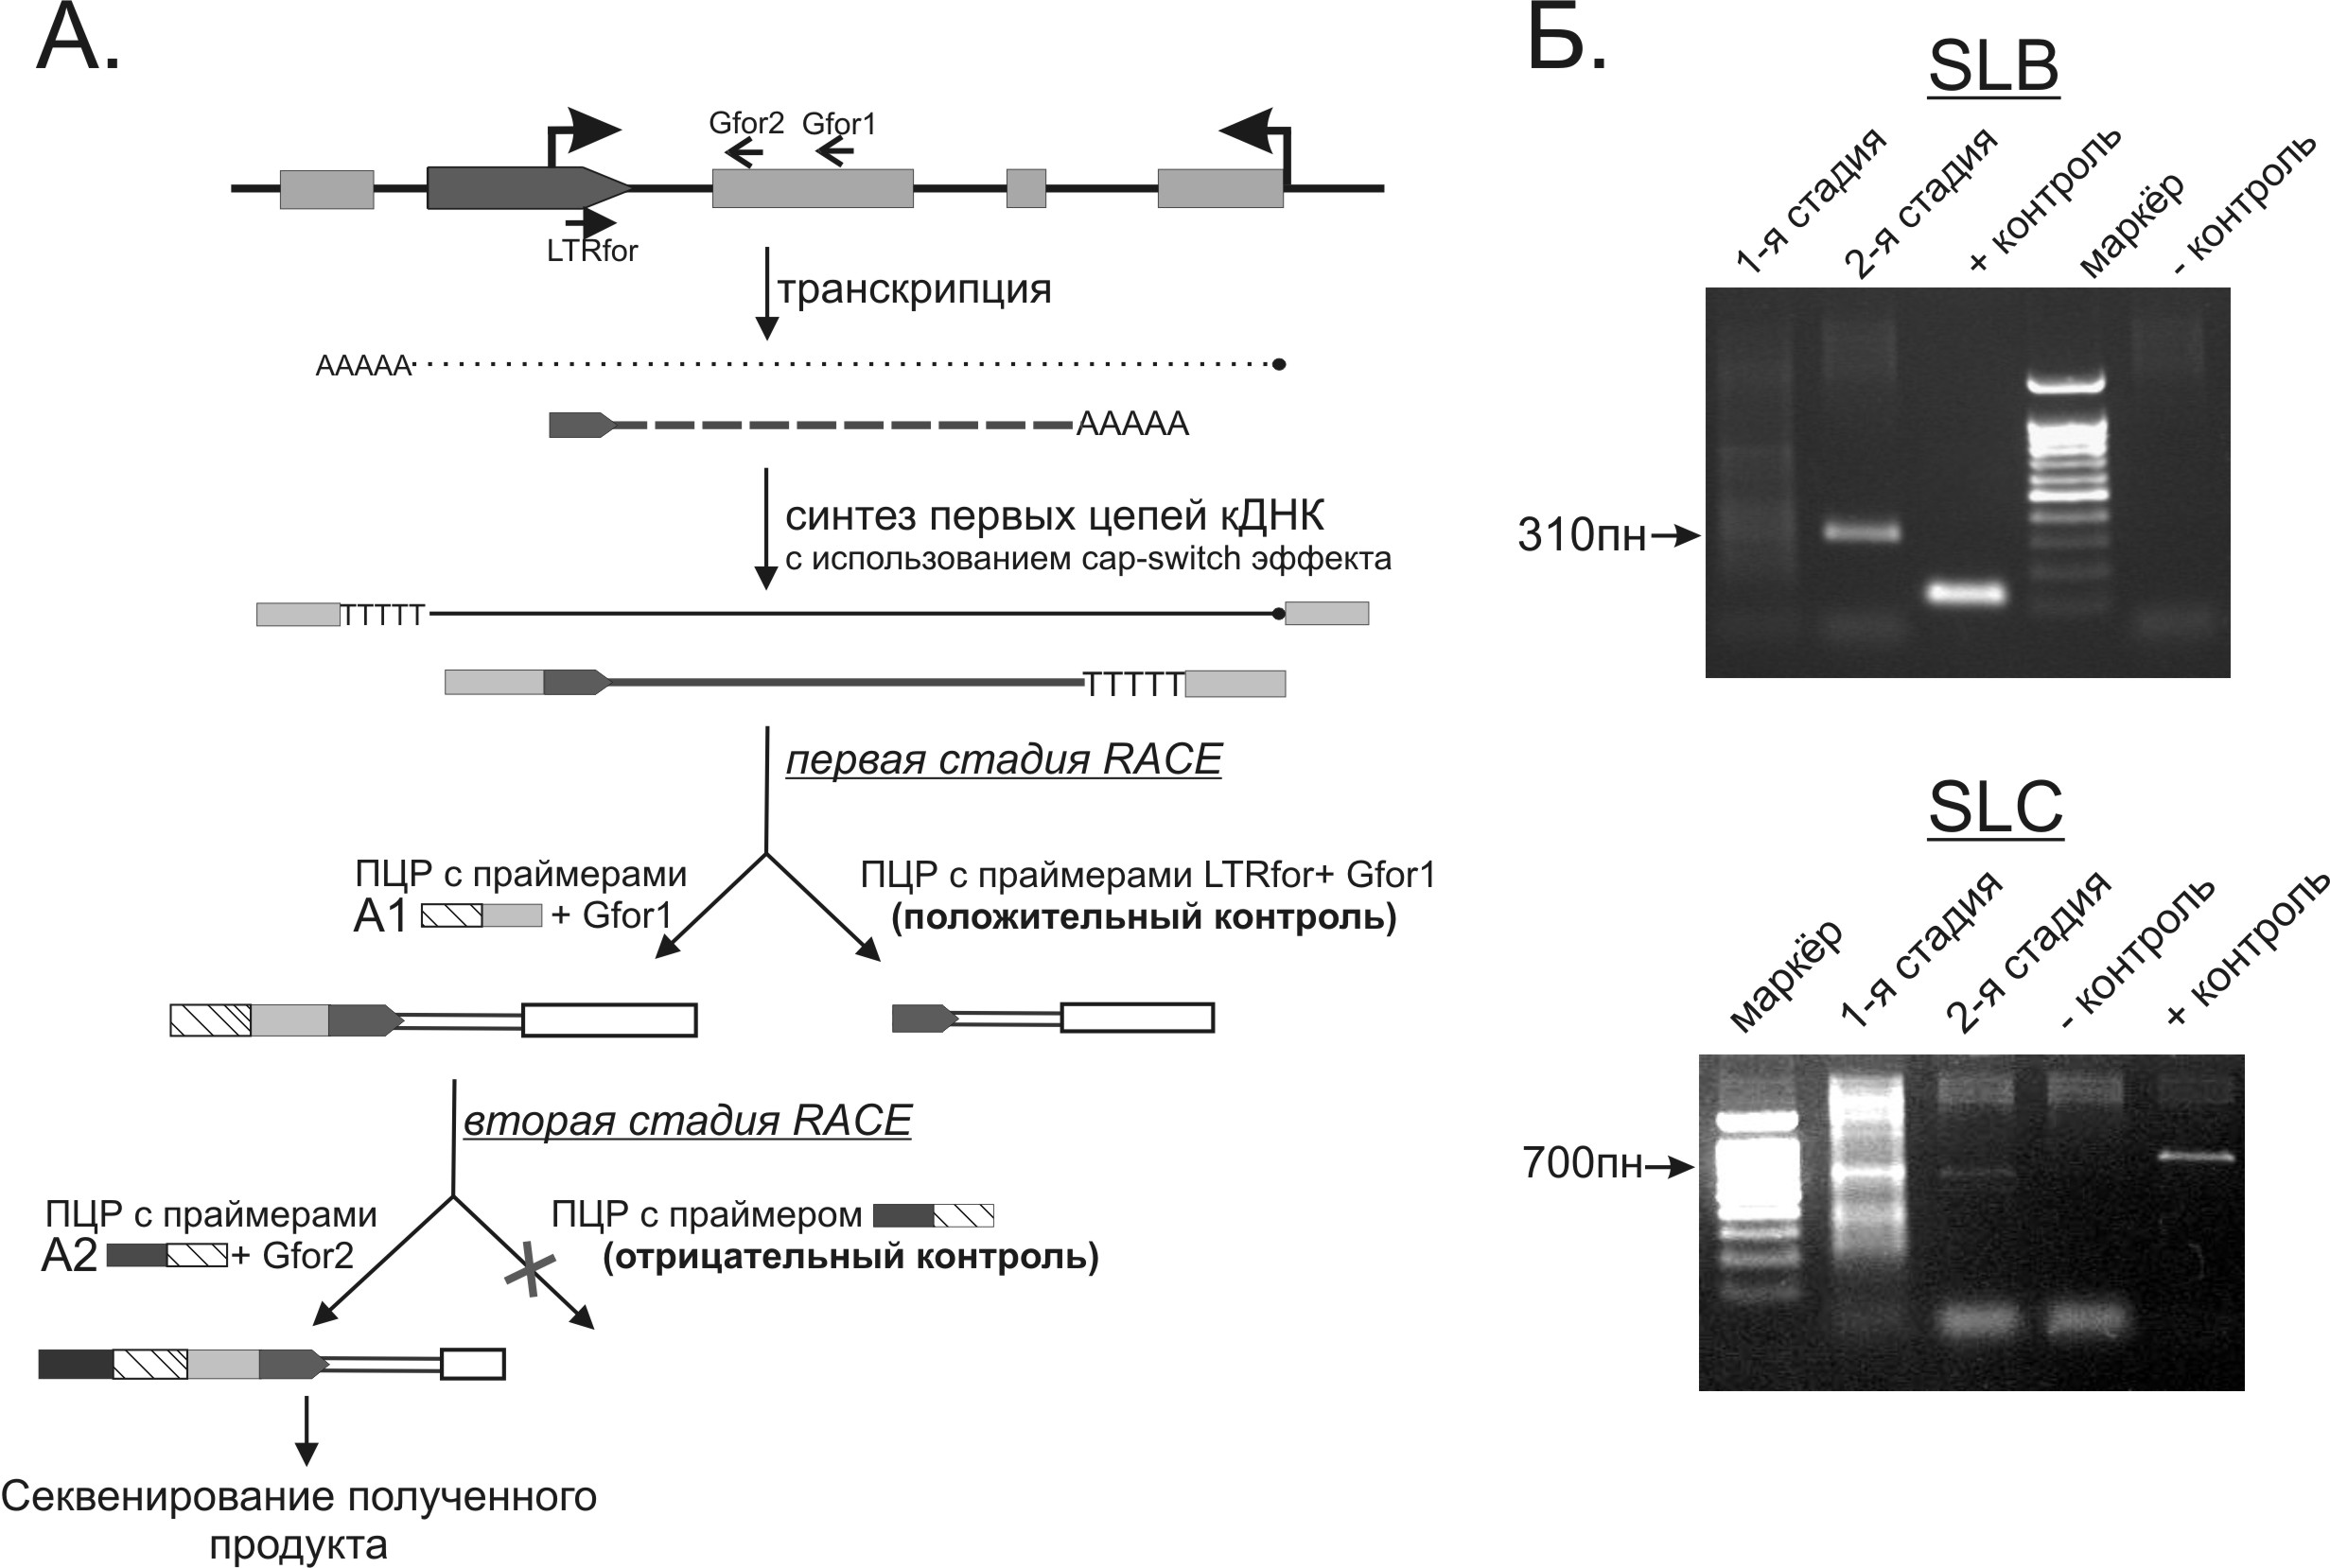 А.
Gfor2 Gfor1
LTRfor
транскрипция
AAAAA
AAAAA
синтез первых цепей кДНК
с использованием cap-switch эффекта
TTTTT
TTTTT
первая стадия RACE
ПЦР с праймерами
А1 + Gfor1
ПЦР с праймерами LTRfor+ Gfor1
(положительный контроль)
вторая стадия RACE
ПЦР с праймерами
А2 + Gfor2
ПЦР с праймером
(отрицательный контроль)
Секвенирование полученного
продукта
Б.
SLB
1-я стадия
2-я стадия
+ контроль
маркёр
- контроль
310пн
SLC
маркёр
1-я стадия
2-я стадия
- контроль
+ контроль
700пн